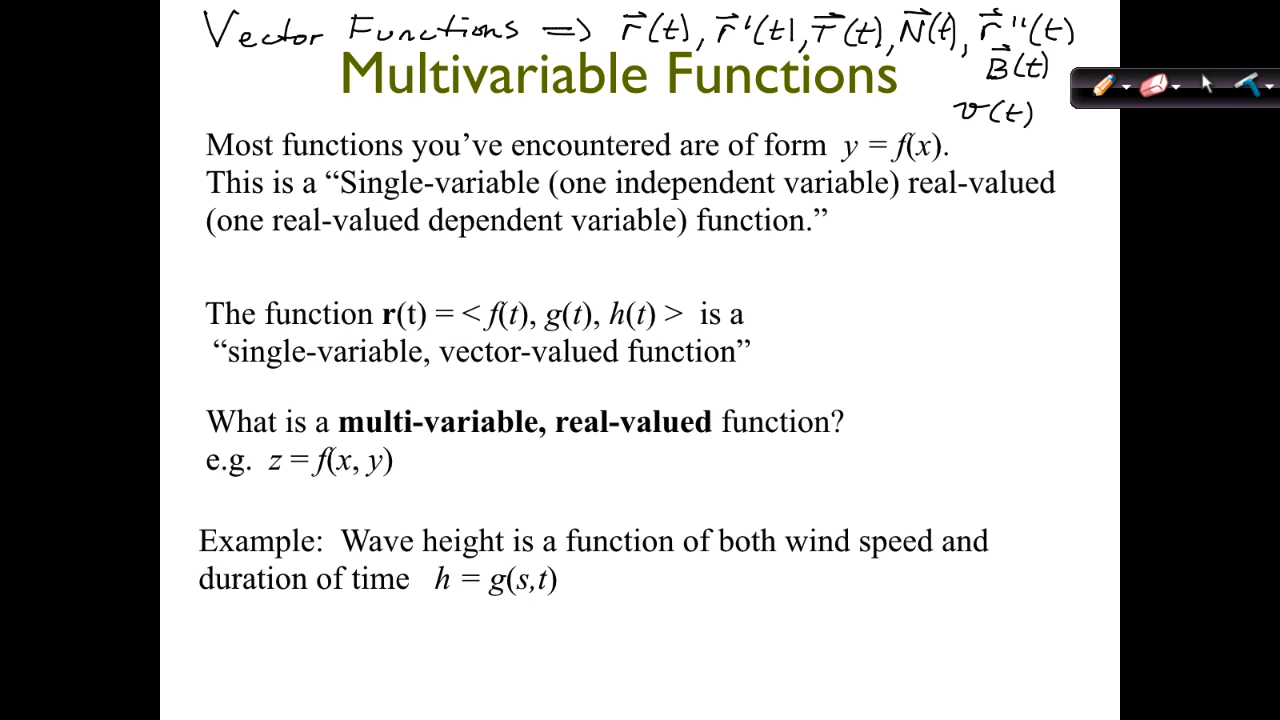 Vector Functions ⇒ r⃗(t), r⃗'(t), T⃗(t), N⃗(t), r⃗''(t)
B⃗(t)
v(t)
Multivariable Functions
Most functions you’ve encountered are of form y = f(x).
This is a “Single-variable (one independent variable) real-valued
(one real-valued dependent variable) function.”
The function r(t) = < f(t), g(t), h(t) > is a
“single-variable, vector-valued function”
What is a multi-variable, real-valued function?
e.g. z = f(x, y)
Example: Wave height is a function of both wind speed and
duration of time h = g(s,t)